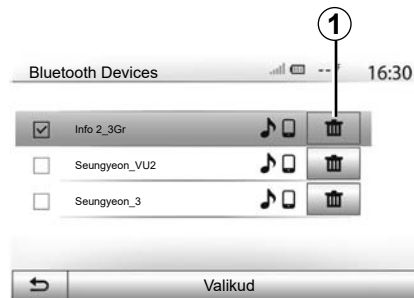 1
Bluetooth Devices -- ° 16:30
Info 2_3Gr
Seungyeon_VU2
Seungyeon_3
Valikud